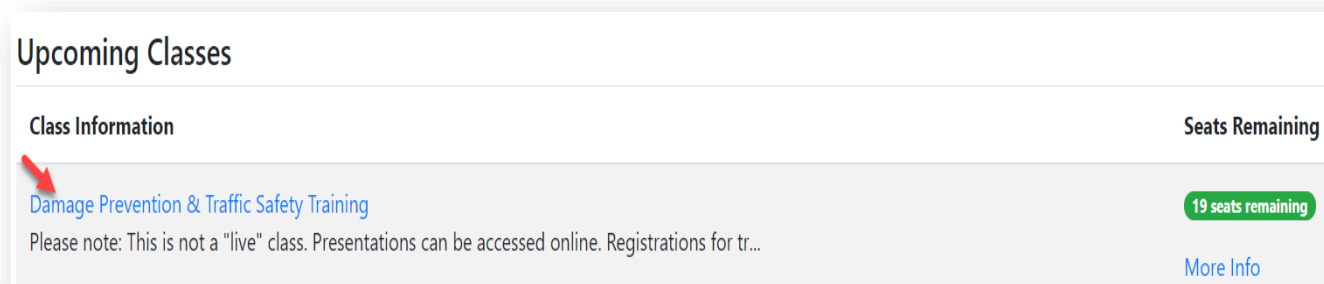 Upcoming Classes
Class Information
Seats Remaining
Damage Prevention & Traffic Safety Training
19 seats remaining
Please note: This is not a "live" class. Presentations can be accessed online. Registrations for tr...
More Info